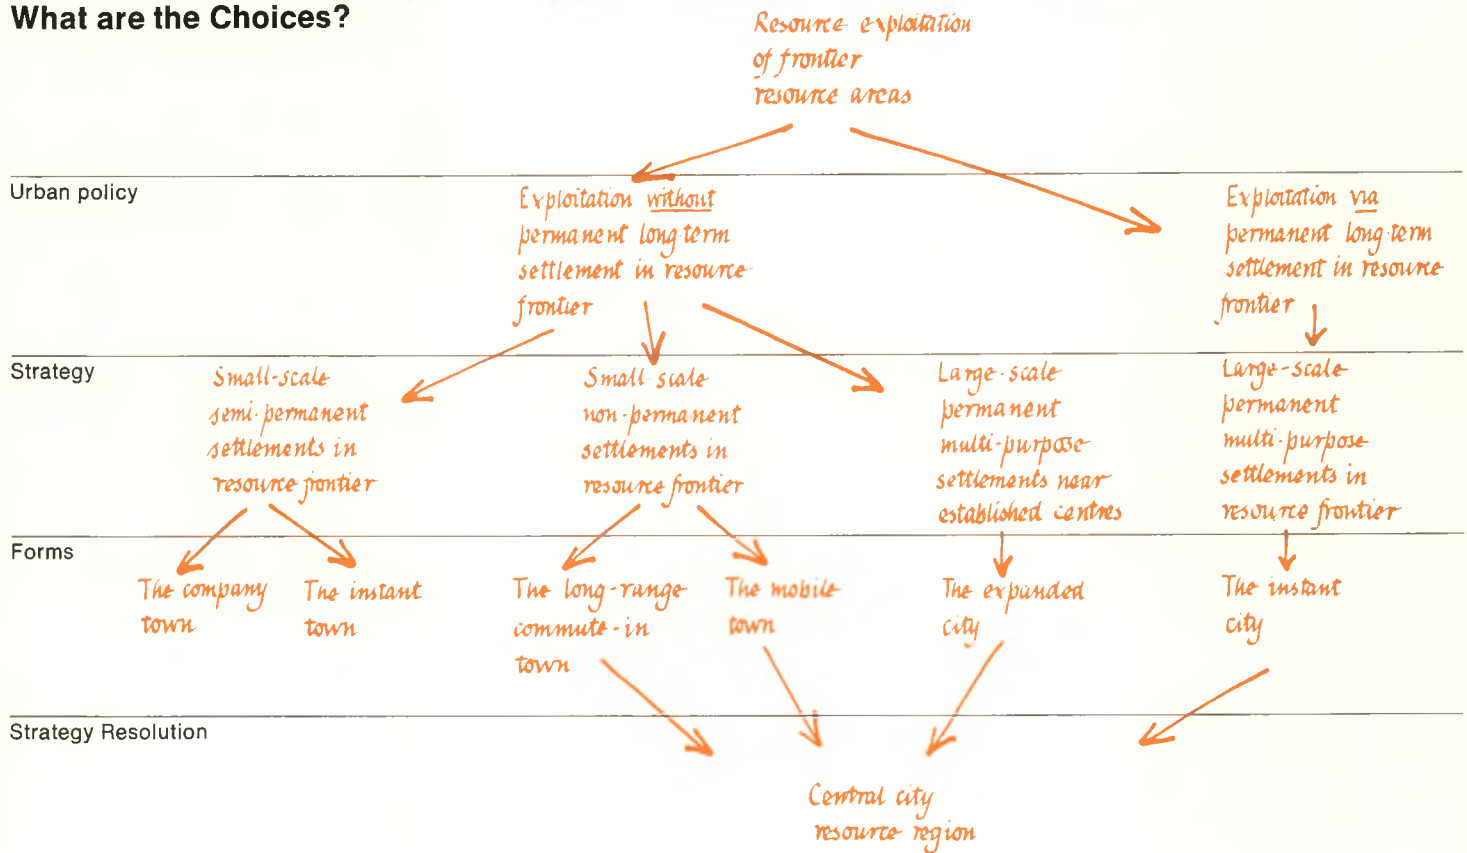 What are the Choices?
Resource exploitation
of frontier
resource areas
Urban policy
Exploitation without
permanent long-term
settlement in resource
frontier
Exploitation via
permanent long-term
settlement in resource
frontier
Strategy
Small-scale
semi-permanent
settlements in
resource frontier
Small-scale
non-permanent
settlements in
resource frontier
Large-scale
permanent
multi-purpose
settlements near
established centres
Large-scale
permanent
multi-purpose
settlements in
resource frontier
Forms
The company
town
The instant
town
The long-range
commute-in
town
The mobile
town
The expanded
city
The instant
city
Strategy Resolution
Central city
resource region